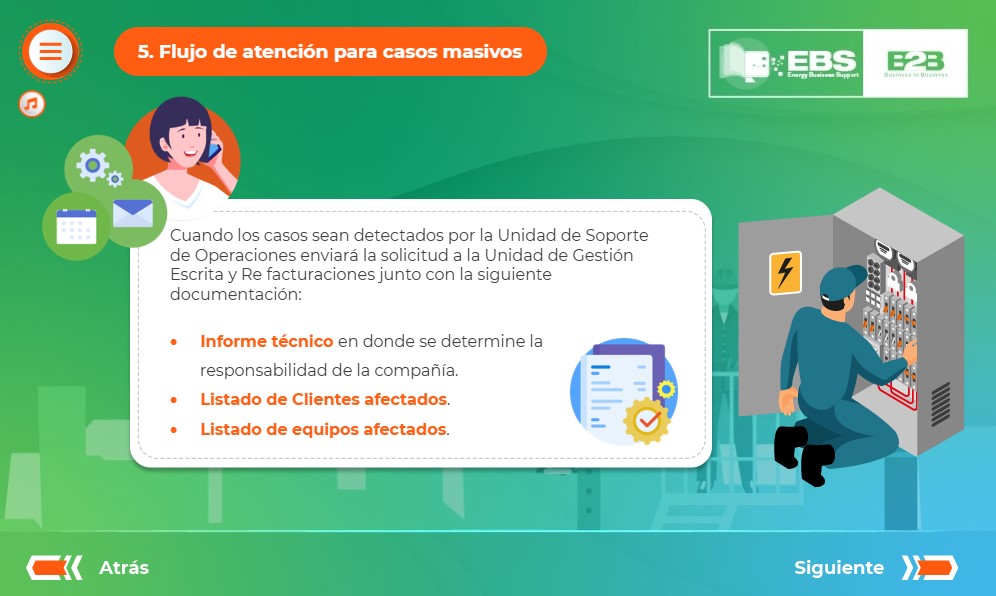 5. Flujo de atención para casos masivos
EBS
Energy Business Support
B2B
Business to Business
Cuando los casos sean detectados por la Unidad de Soporte
de Operaciones enviará la solicitud a la Unidad de Gestión
Escrita y Re facturaciones junto con la siguiente
documentación:
• Informe técnico en donde se determine la
responsabilidad de la compañía.
• Listado de Clientes afectados.
• Listado de equipos afectados.
Atrás
Siguiente